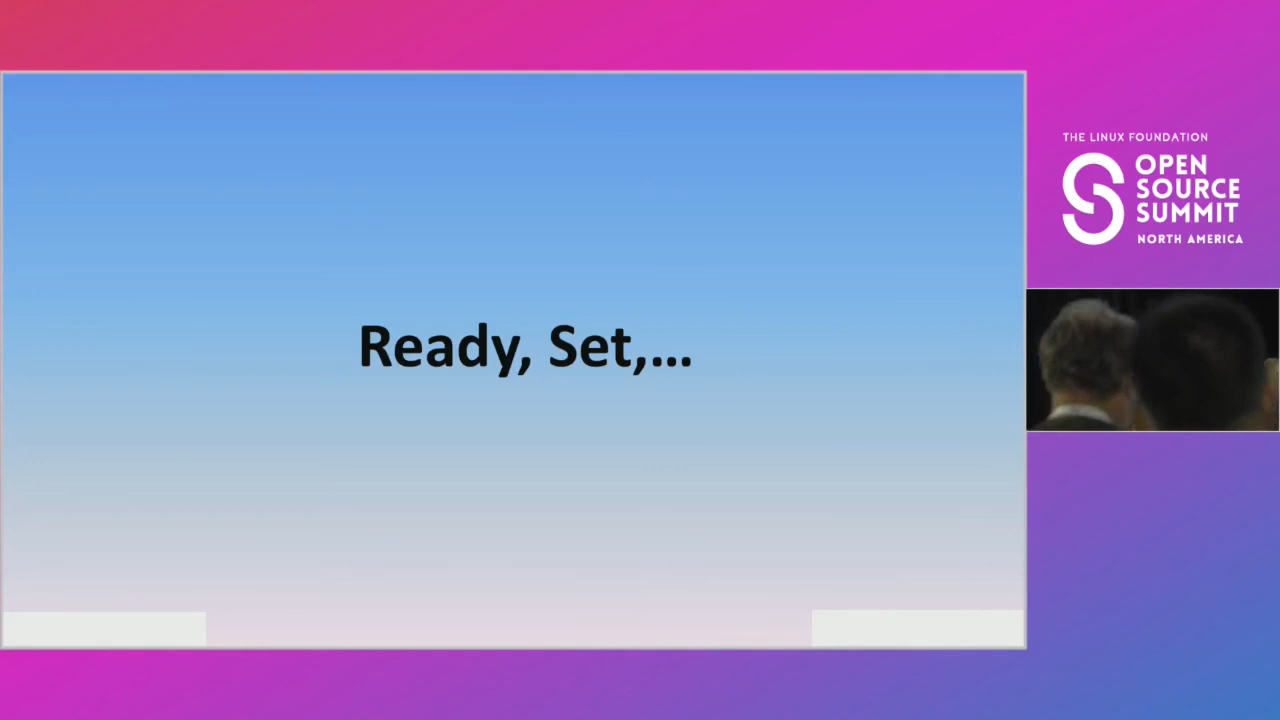 Ready, Set,...
THE LINUX FOUNDATION
OPEN
SOURCE
SUMMIT
NORTH AMERICA